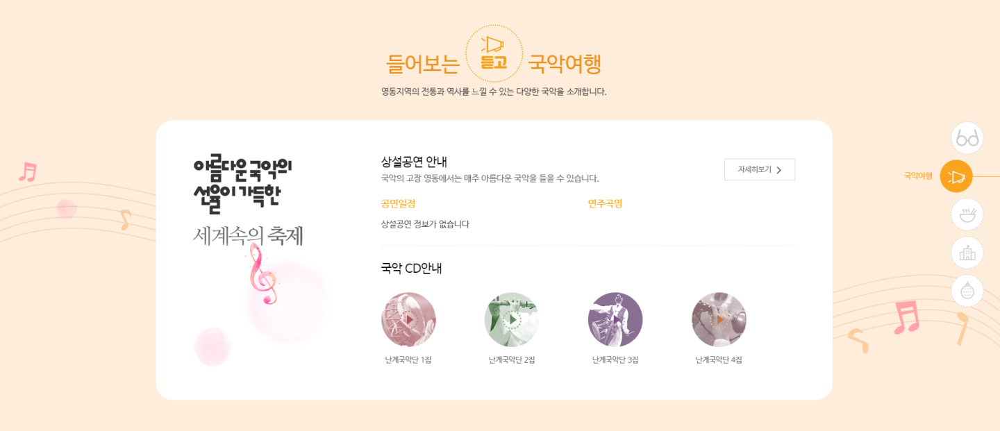 들어보는 듣고 국악여행
영동지역의 전통과 역사를 느낄 수 있는 다양한 국악을 소개합니다.
아름다운 국악의
선율이 가득한
세계속의 축제
상설공연 안내
국악의 고장 영동에서는 매주 아름다운 국악을 들을 수 있습니다.
자세히보기
공연일정
연주곡명
상설공연 정보가 없습니다
국악 CD안내
난계국악단 1집
난계국악단 2집
난계국악단 3집
난계국악단 4집
국악여행